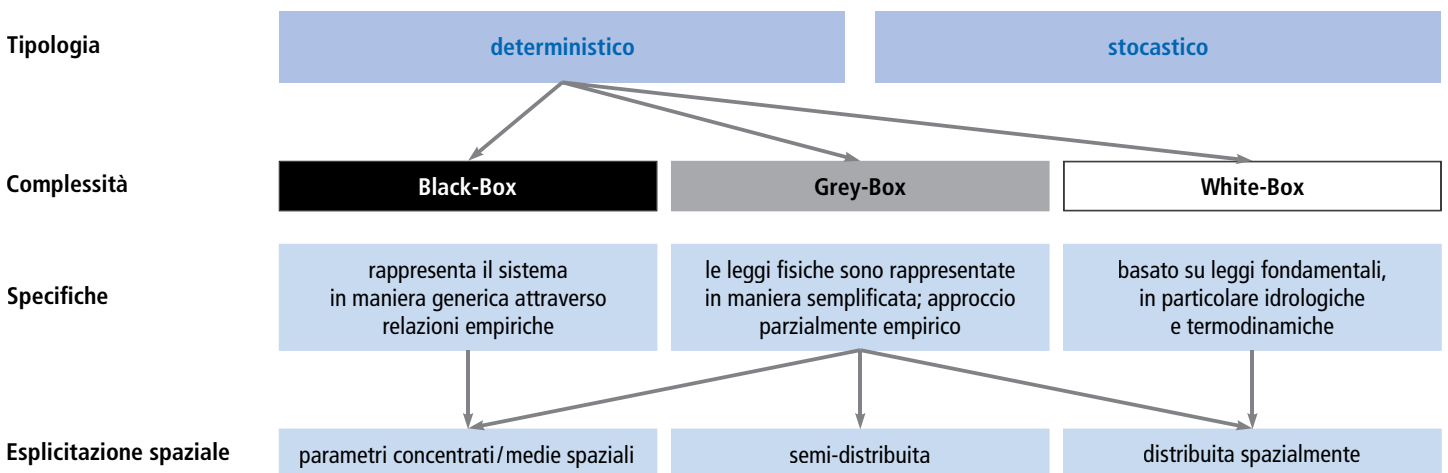 Tipologia
deterministico
stocastico
Complessità
Black-Box
Grey-Box
White-Box
Specifiche
rappresenta il sistema
in maniera generica attraverso
relazioni empiriche
le leggi fisiche sono rappresentate
in maniera semplificata; approccio
parzialmente empirico
basato su leggi fondamentali,
in particolare idrologiche
e termodinamiche
Esplicitazione spaziale
parametri concentrati/medie spaziali
semi-distribuita
distribuita spazialmente